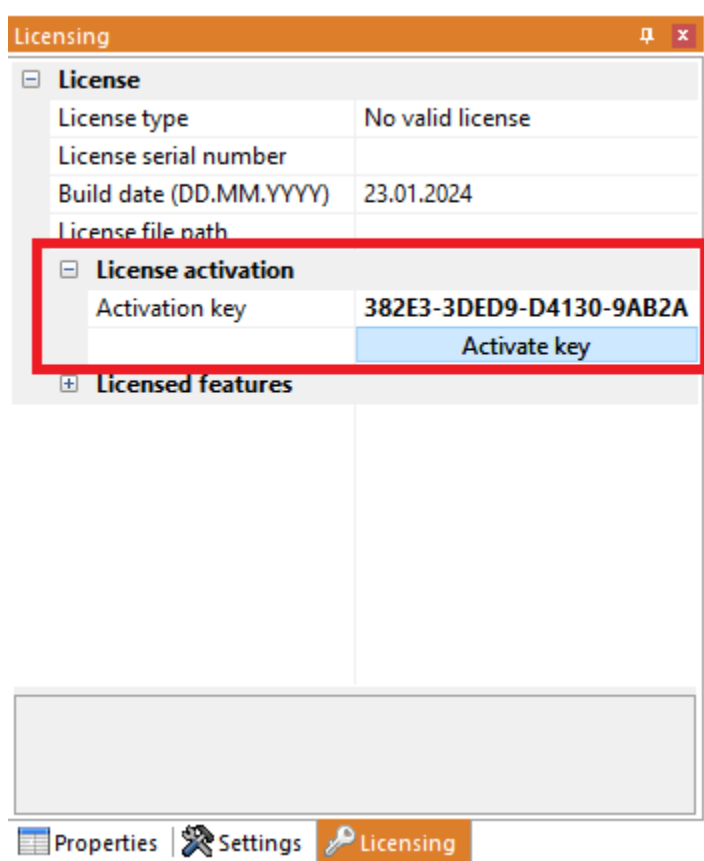 Licensing
License
License type No valid license
License serial number
Build date (DD.MM.YYYY) 23.01.2024
License file path
License activation
Activation key 382E3-3DED9-D4130-9AB2A
Activate key
Licensed features
Properties Settings Licensing